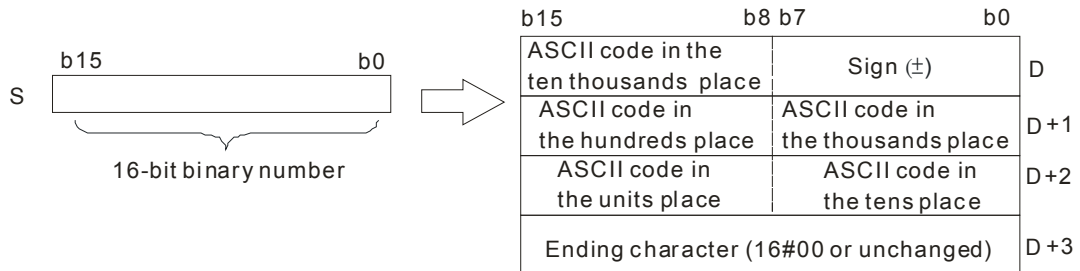 b15 b8 b7 b0
b15 b0
S
16-bit binary number
ASCII code in the
ten thousands place
Sign (±)
D
ASCII code in
the hundreds place
ASCII code in
the thousands place
D+1
ASCII code in
the units place
ASCII code in
the tens place
D+2
Ending character (16#00 or unchanged)
D+3